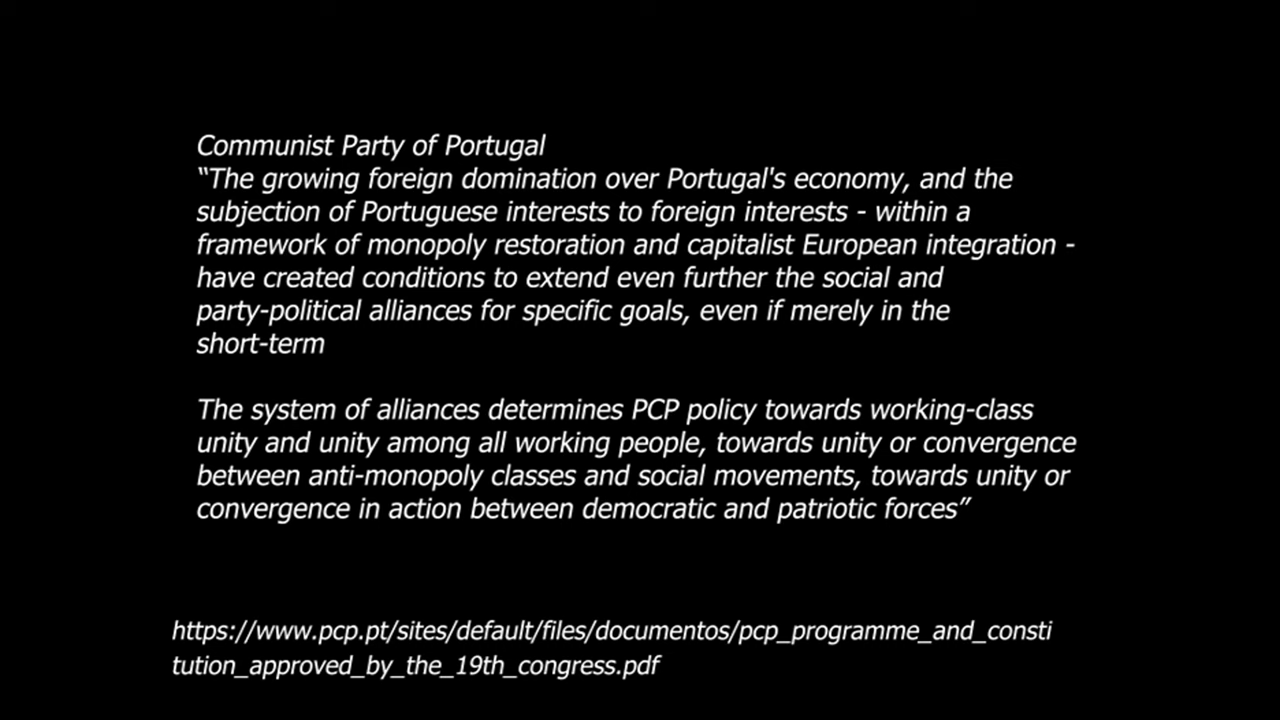 Communist Party of Portugal
“The growing foreign domination over Portugal's economy, and the
subjection of Portuguese interests to foreign interests - within a
framework of monopoly restoration and capitalist European integration -
have created conditions to extend even further the social and
party-political alliances for specific goals, even if merely in the
short-term
The system of alliances determines PCP policy towards working-class
unity and unity among all working people, towards unity or convergence
between anti-monopoly classes and social movements, towards unity or
convergence in action between democratic and patriotic forces”
https://www.pcp.pt/sites/default/files/documentos/pcp_programme_and_consti
tution_approved_by_the_19th_congress.pdf